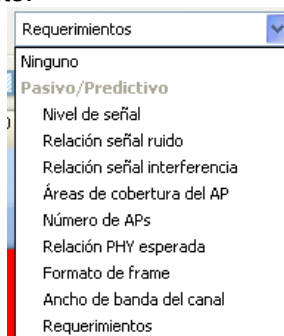 Requerimientos
Ninguno
Pasivo/Predictivo
Nivel de señal
Relación señal ruido
Relación señal interferencia
Áreas de cobertura del AP
Número de APs
Relación PHY esperada
Formato de frame
Ancho de banda del canal
Requerimientos